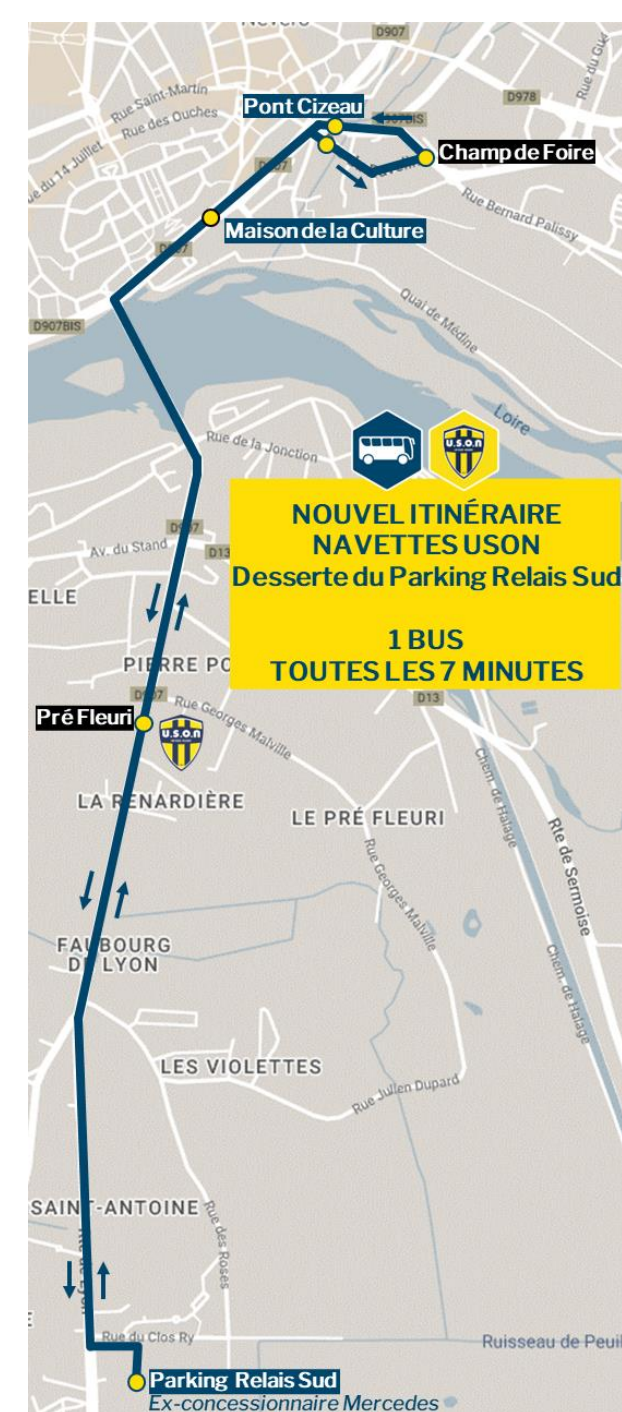 D907
D978
Rue du Gué
Rue Saint-Martin
Rue des Ouches
Pont Cizeau
Champ de Foire
Rue Bernard Palissy
Maison de la Culture
D907BIS
Quai de Médine
Loire
Rue de la Jonction
U.S.O.N
NOUVEL ITINÉRAIRE
NAVETTES USON
Desserte du Parking Relais Sud
1 BUS
TOUTES LES 7 MINUTES
Av. du Stand
D13
ELLE
PIERRE PO
D907
D13
Pré Fleuri
U.S.O.N
Rue Georges Malville
LA RENARDIÈRE
LE PRÉ FLEURI
Chem. de Halage
Rte de Sermoise
Rue Georges Malville
FAUBOURG
DE LYON
Chem. de Halage
LES VIOLETTES
Rue Julien Dupard
SAINT-ANTOINE
Rue des Roses
Rue du Clos Ry
Ruisseau de Peuil
Parking Relais Sud
Ex-concessionnaire Mercedes